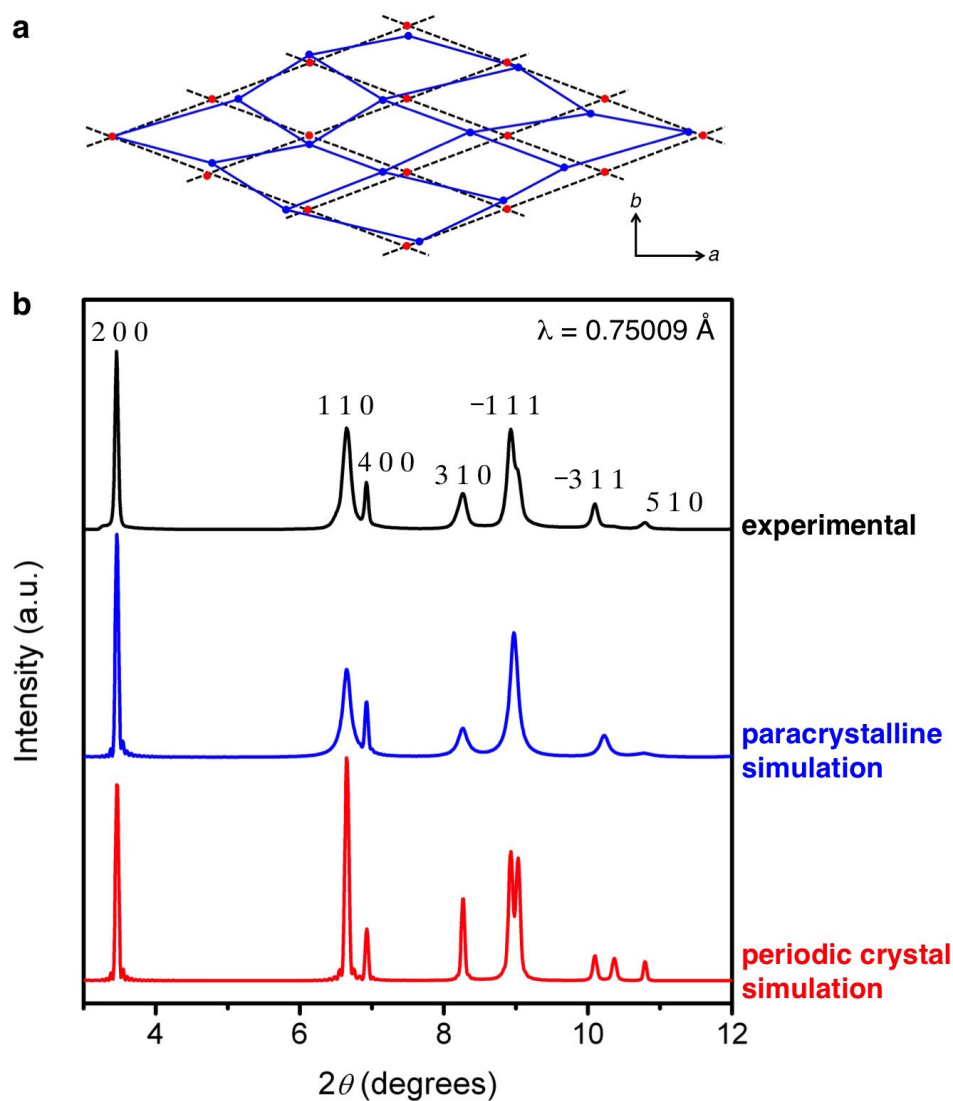 a
b
a
b
λ = 0.75009 Å
2 0 0
1 1 0
−1 1 1
4 0 0
3 1 0
−3 1 1
5 1 0
experimental
paracrystalline
simulation
periodic crystal
simulation
Intensity (a.u.)
4 6 8 10 12
2θ (degrees)